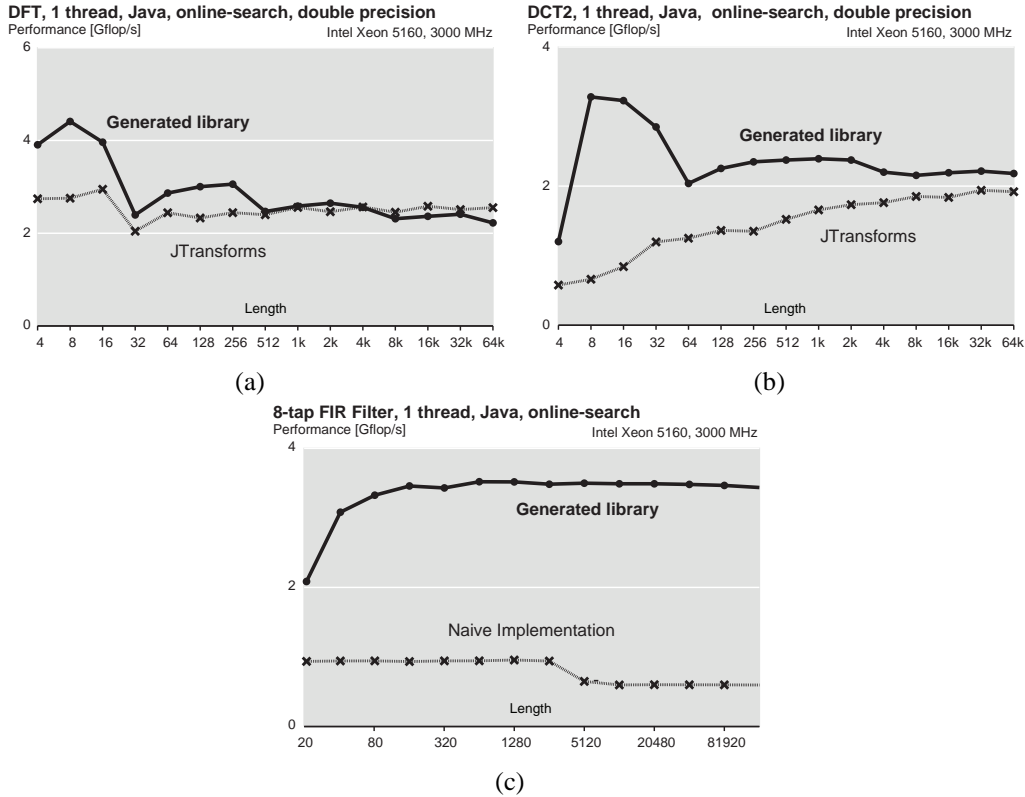 DFT, 1 thread, Java, online-search, double precision
Performance [Gflop/s]
Intel Xeon 5160, 3000 MHz
6
4
2
0
Generated library
JTransforms
Length
4 8 16 32 64 128 256 512 1k 2k 4k 8k 16k 32k 64k
(a)
DCT2, 1 thread, Java, online-search, double precision
Performance [Gflop/s]
Intel Xeon 5160, 3000 MHz
4
2
0
Generated library
JTransforms
Length
4 8 16 32 64 128 256 512 1k 2k 4k 8k 16k 32k 64k
(b)
8-tap FIR Filter, 1 thread, Java, online-search
Performance [Gflop/s]
Intel Xeon 5160, 3000 MHz
4
2
0
Generated library
Naive Implementation
Length
20 80 320 1280 5120 20480 81920
(c)